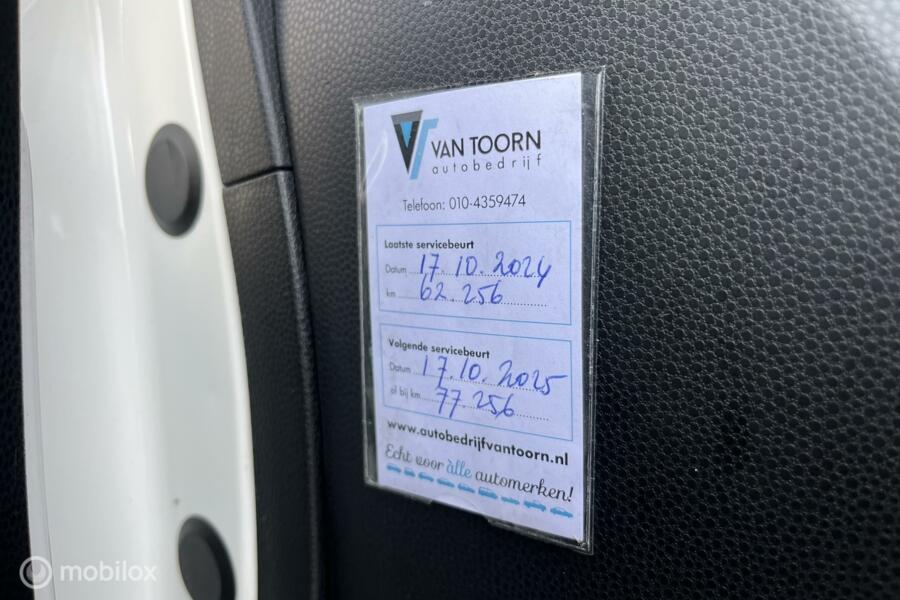 VAN TOORN
autobedrijf
Telefoon: 010-4359474
Laatste servicebeurt
Datum 17.10.2024
km 62.256
Volgende servicebeurt
Datum 17.10.2025
of bij km 77.256
www.autobedrijfvantoorn.nl
Echt voor àlle automerken!
mobilox